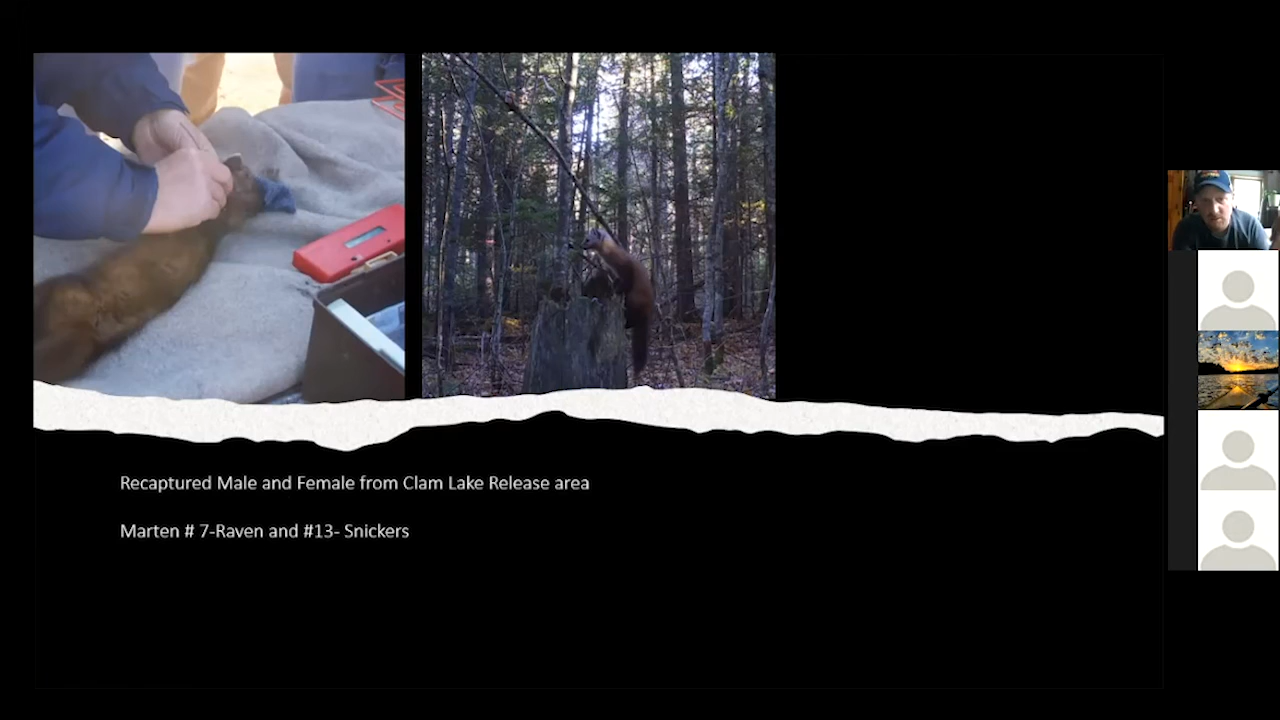 Recaptured Male and Female from Clam Lake Release area
Marten # 7-Raven and #13- Snickers